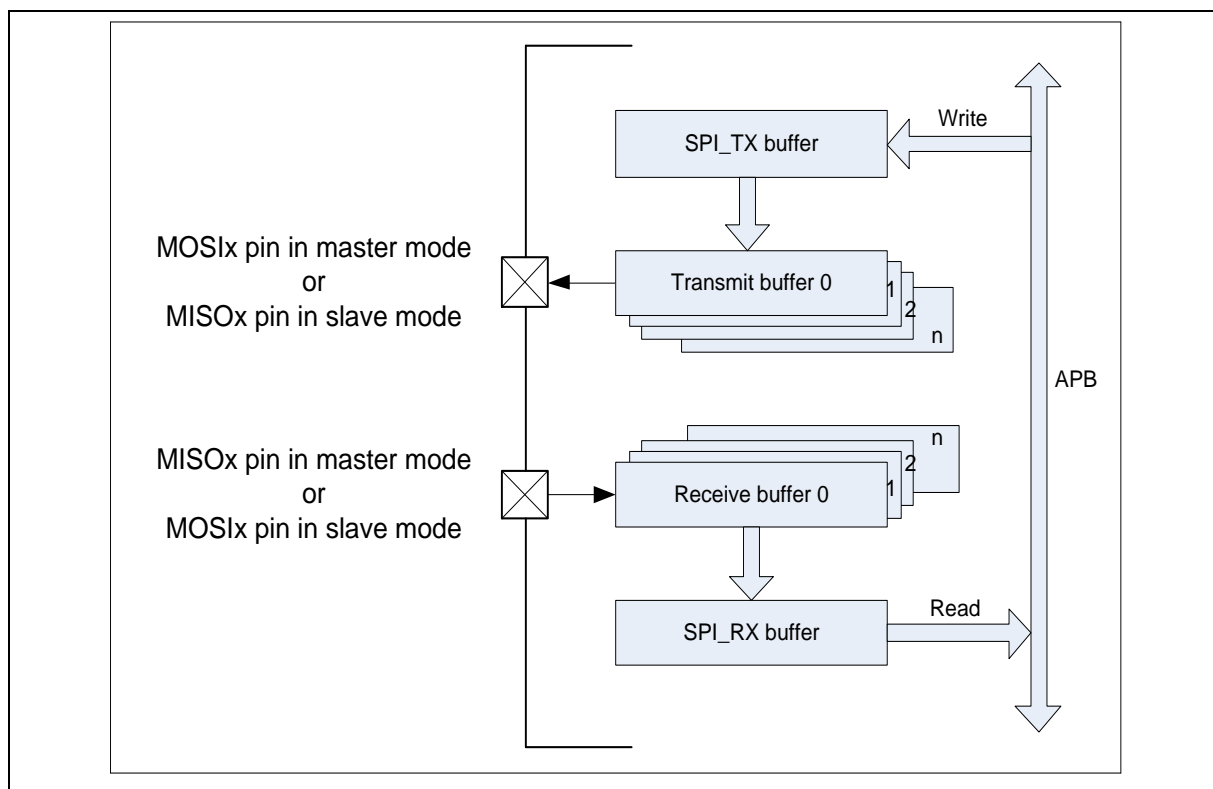 Write
SPI_TX buffer
MOSIx pin in master mode
or
MISOx pin in slave mode
Transmit buffer 0
1
2
n
APB
n
2
1
MISOx pin in master mode
or
MOSIx pin in slave mode
Receive buffer 0
Read
SPI_RX buffer